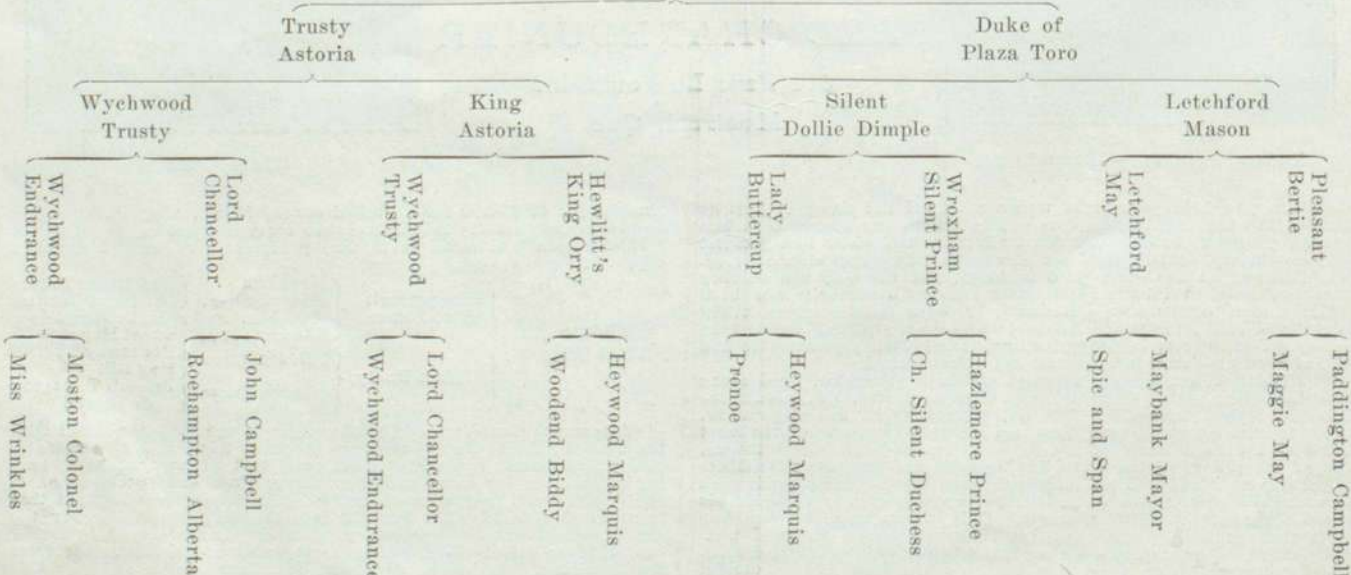 Trusty
Astoria
Duke of
Plaza Toro
Wychwood
Trusty
King
Astoria
Silent
Dollie Dimple
Letchford
Mason
Wychwood
Endurance
Lord
Chancellor
Wychwood
Trusty
Hewlitt's
King Orry
Lady
Buttercup
Wroxham
Silent Prince
Letchford
May
Pleasant
Bertie
Moston Colonel
Miss Wrinkles
John Campbell
Roehampton Alberta
Lord Chancellor
Wychwood Endurance
Heywood Marquis
Woodend Biddy
Heywood Marquis
Pronoe
Hazlemere Prince
Ch. Silent Duchess
Maybank Mayor
Spic and Span
Paddington Campbell
Maggie May